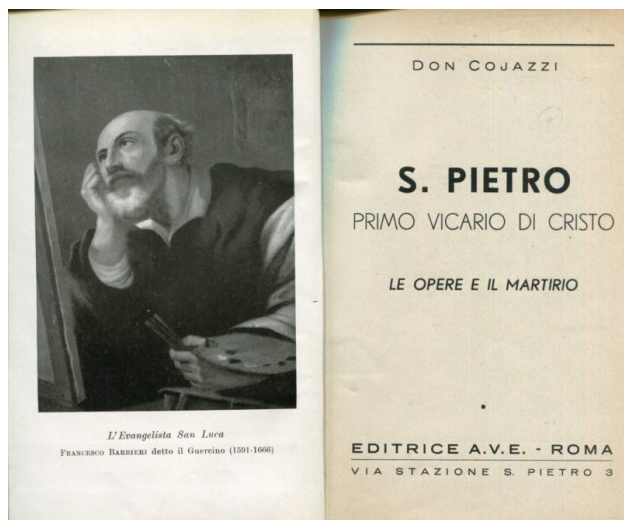 L'Evangelista San Luca
FRANCESCO BARBIERI detto il Guercino (1591-1666)
DON COJAZZI
S. PIETRO
PRIMO VICARIO DI CRISTO
LE OPERE E IL MARTIRIO
EDITRICE A.V.E. - ROMA
VIA STAZIONE S. PIETRO 3